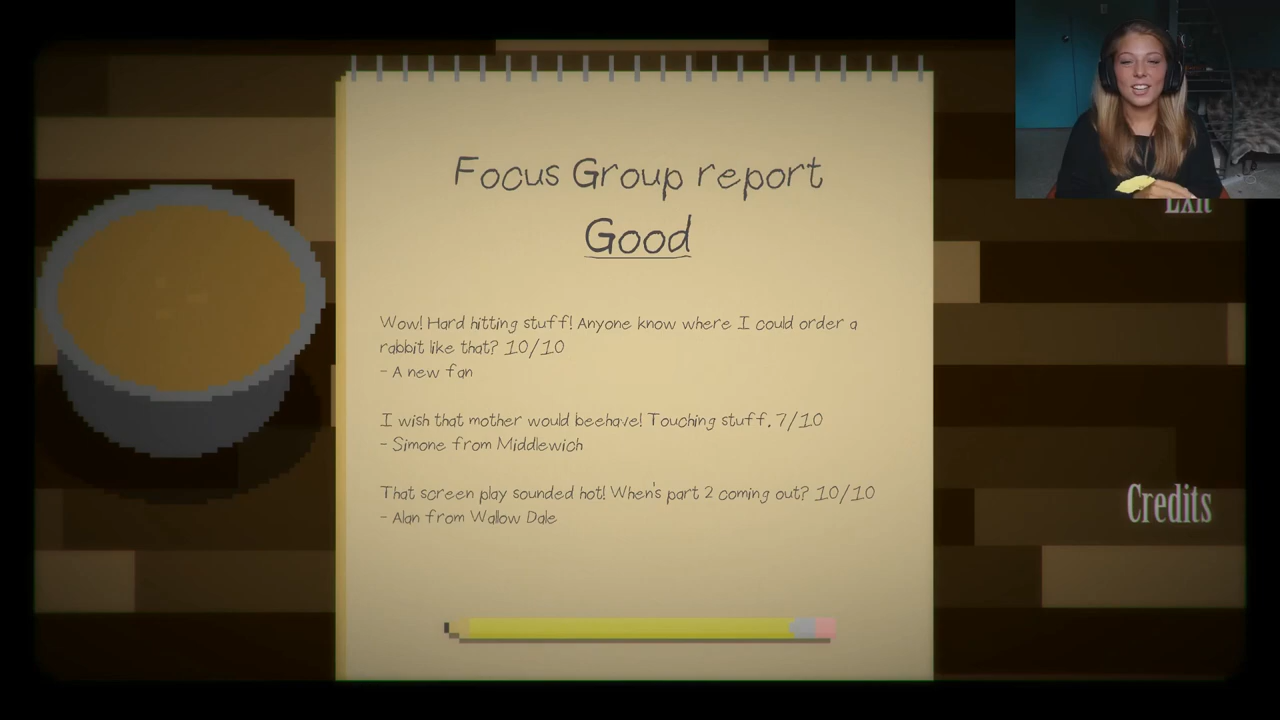 Focus Group report
Good
Exit
Wow! Hard hitting stuff! Anyone know where I could order a
rabbit like that? 10/10
- A new fan
I wish that mother would beehave! Touching stuff. 7/10
- Simone from Middlewich
That screen play sounded hot! When's part 2 coming out? 10/10
- Alan from Wallow Dale
Credits